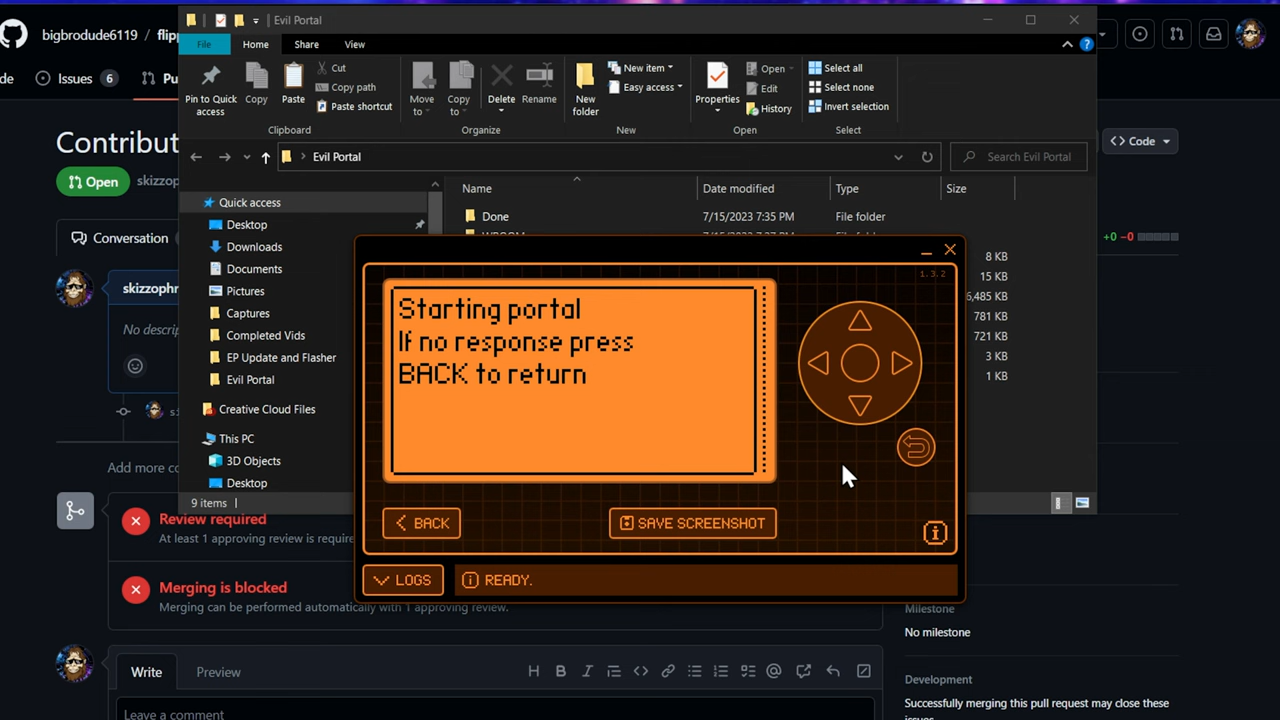 bigbrodude6119 / flip
Evil Portal
Issues 6
Pu
File Home Share View
Cut
Copy path
Paste shortcut
Pin to Quick access
Copy
Paste
Clipboard
Move to
Copy to
Delete
Rename
Organize
New item
Easy access
New folder
New
Open
Edit
History
Properties
Open
Select all
Select none
Invert selection
Select
Contribut
Code
Open
skizzop
Evil Portal
Search Evil Portal
Name Date modified Type Size
Done 7/15/2023 7:35 PM File folder
Quick access
Desktop
Downloads
Documents
Pictures
Captures
Completed Vids
EP Update and Flasher
Evil Portal
Creative Cloud Files
This PC
3D Objects
Desktop
9 items
8 KB
15 KB
6,485 KB
781 KB
721 KB
3 KB
1 KB
+0 −0
Conversation
skizzophr
No descrip
Add more co
1.3.2
Starting portal
If no response press
BACK to return
BACK
SAVE SCREENSHOT
LOGS
READY.
Review required
At least 1 approving review is require
Merging is blocked
Merging can be performed automatically with 1 approving review.
Write Preview
Leave a comment
Milestone
No milestone
Development
Successfully merging this pull request may close these